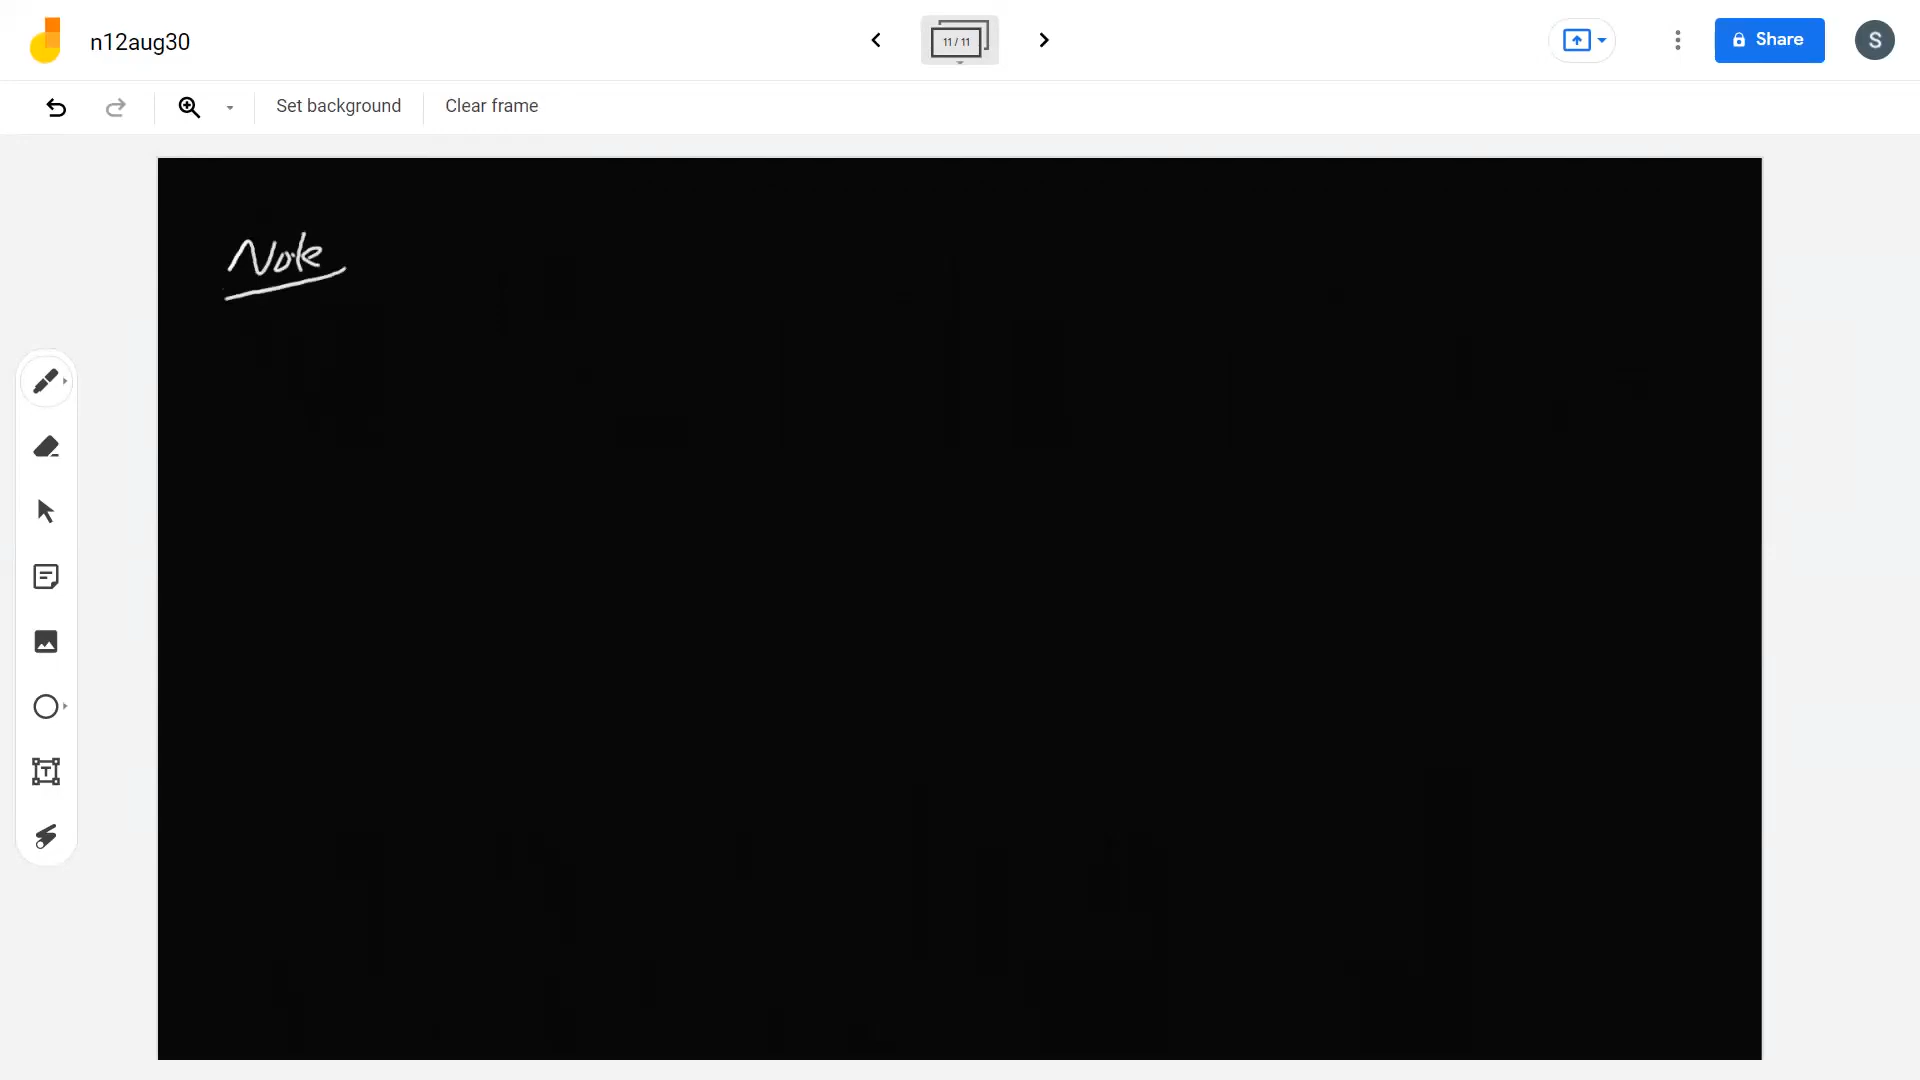 n12aug30
11 / 11
Share
S
Set background
Clear frame
Note